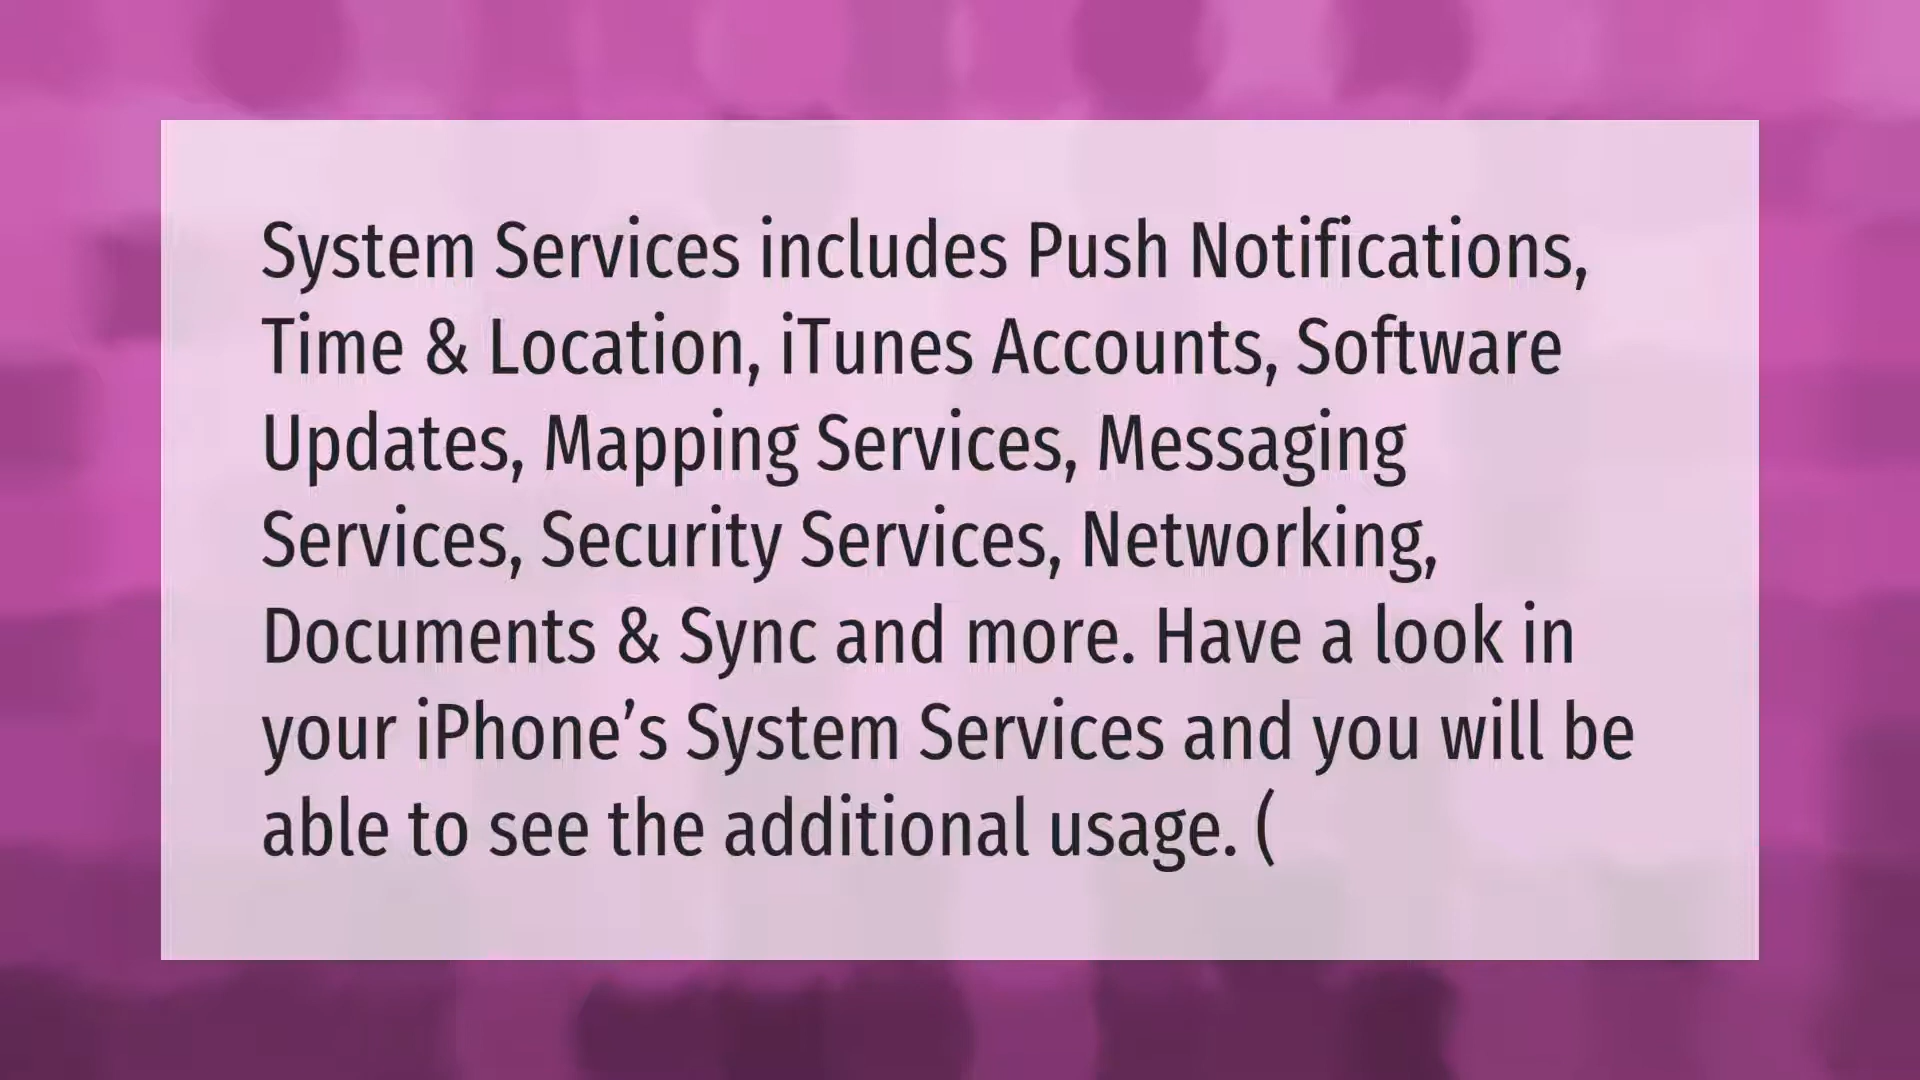 System Services includes Push Notifications,
Time & Location, iTunes Accounts, Software
Updates, Mapping Services, Messaging
Services, Security Services, Networking,
Documents & Sync and more. Have a look in
your iPhone’s System Services and you will be
able to see the additional usage. (